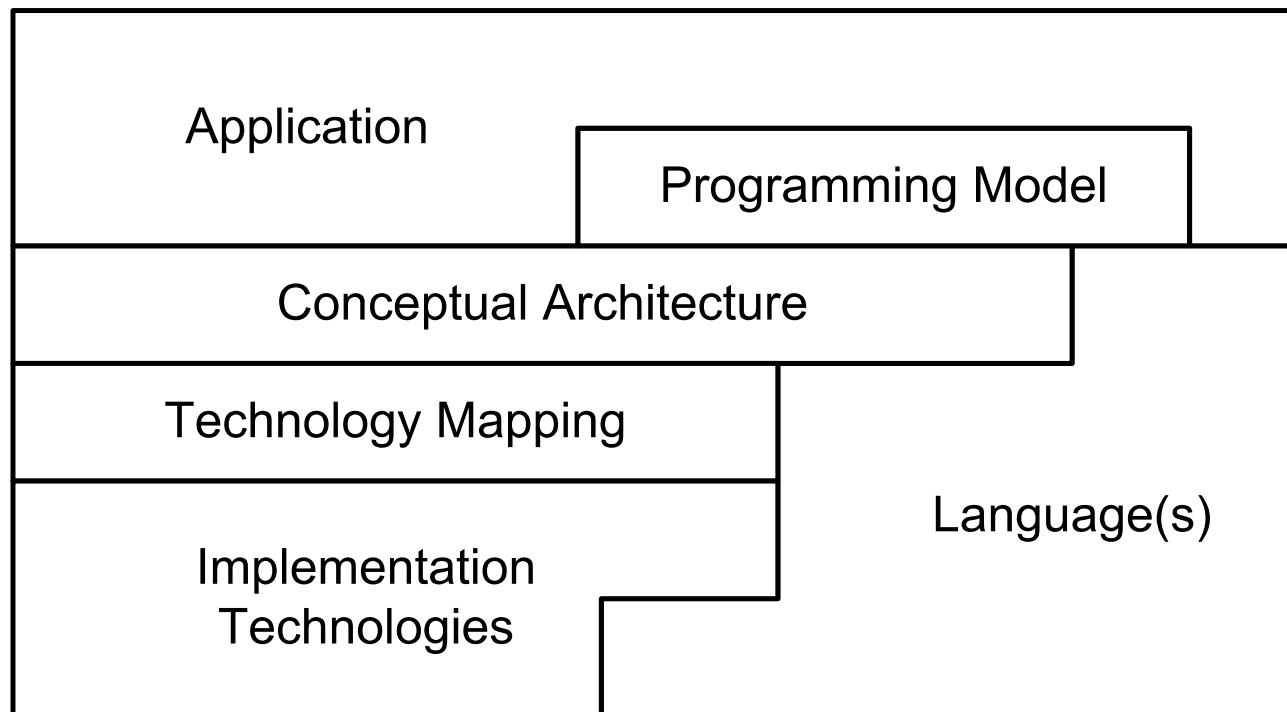 Application
Programming Model
Conceptual Architecture
Technology Mapping
Language(s)
Implementation
Technologies